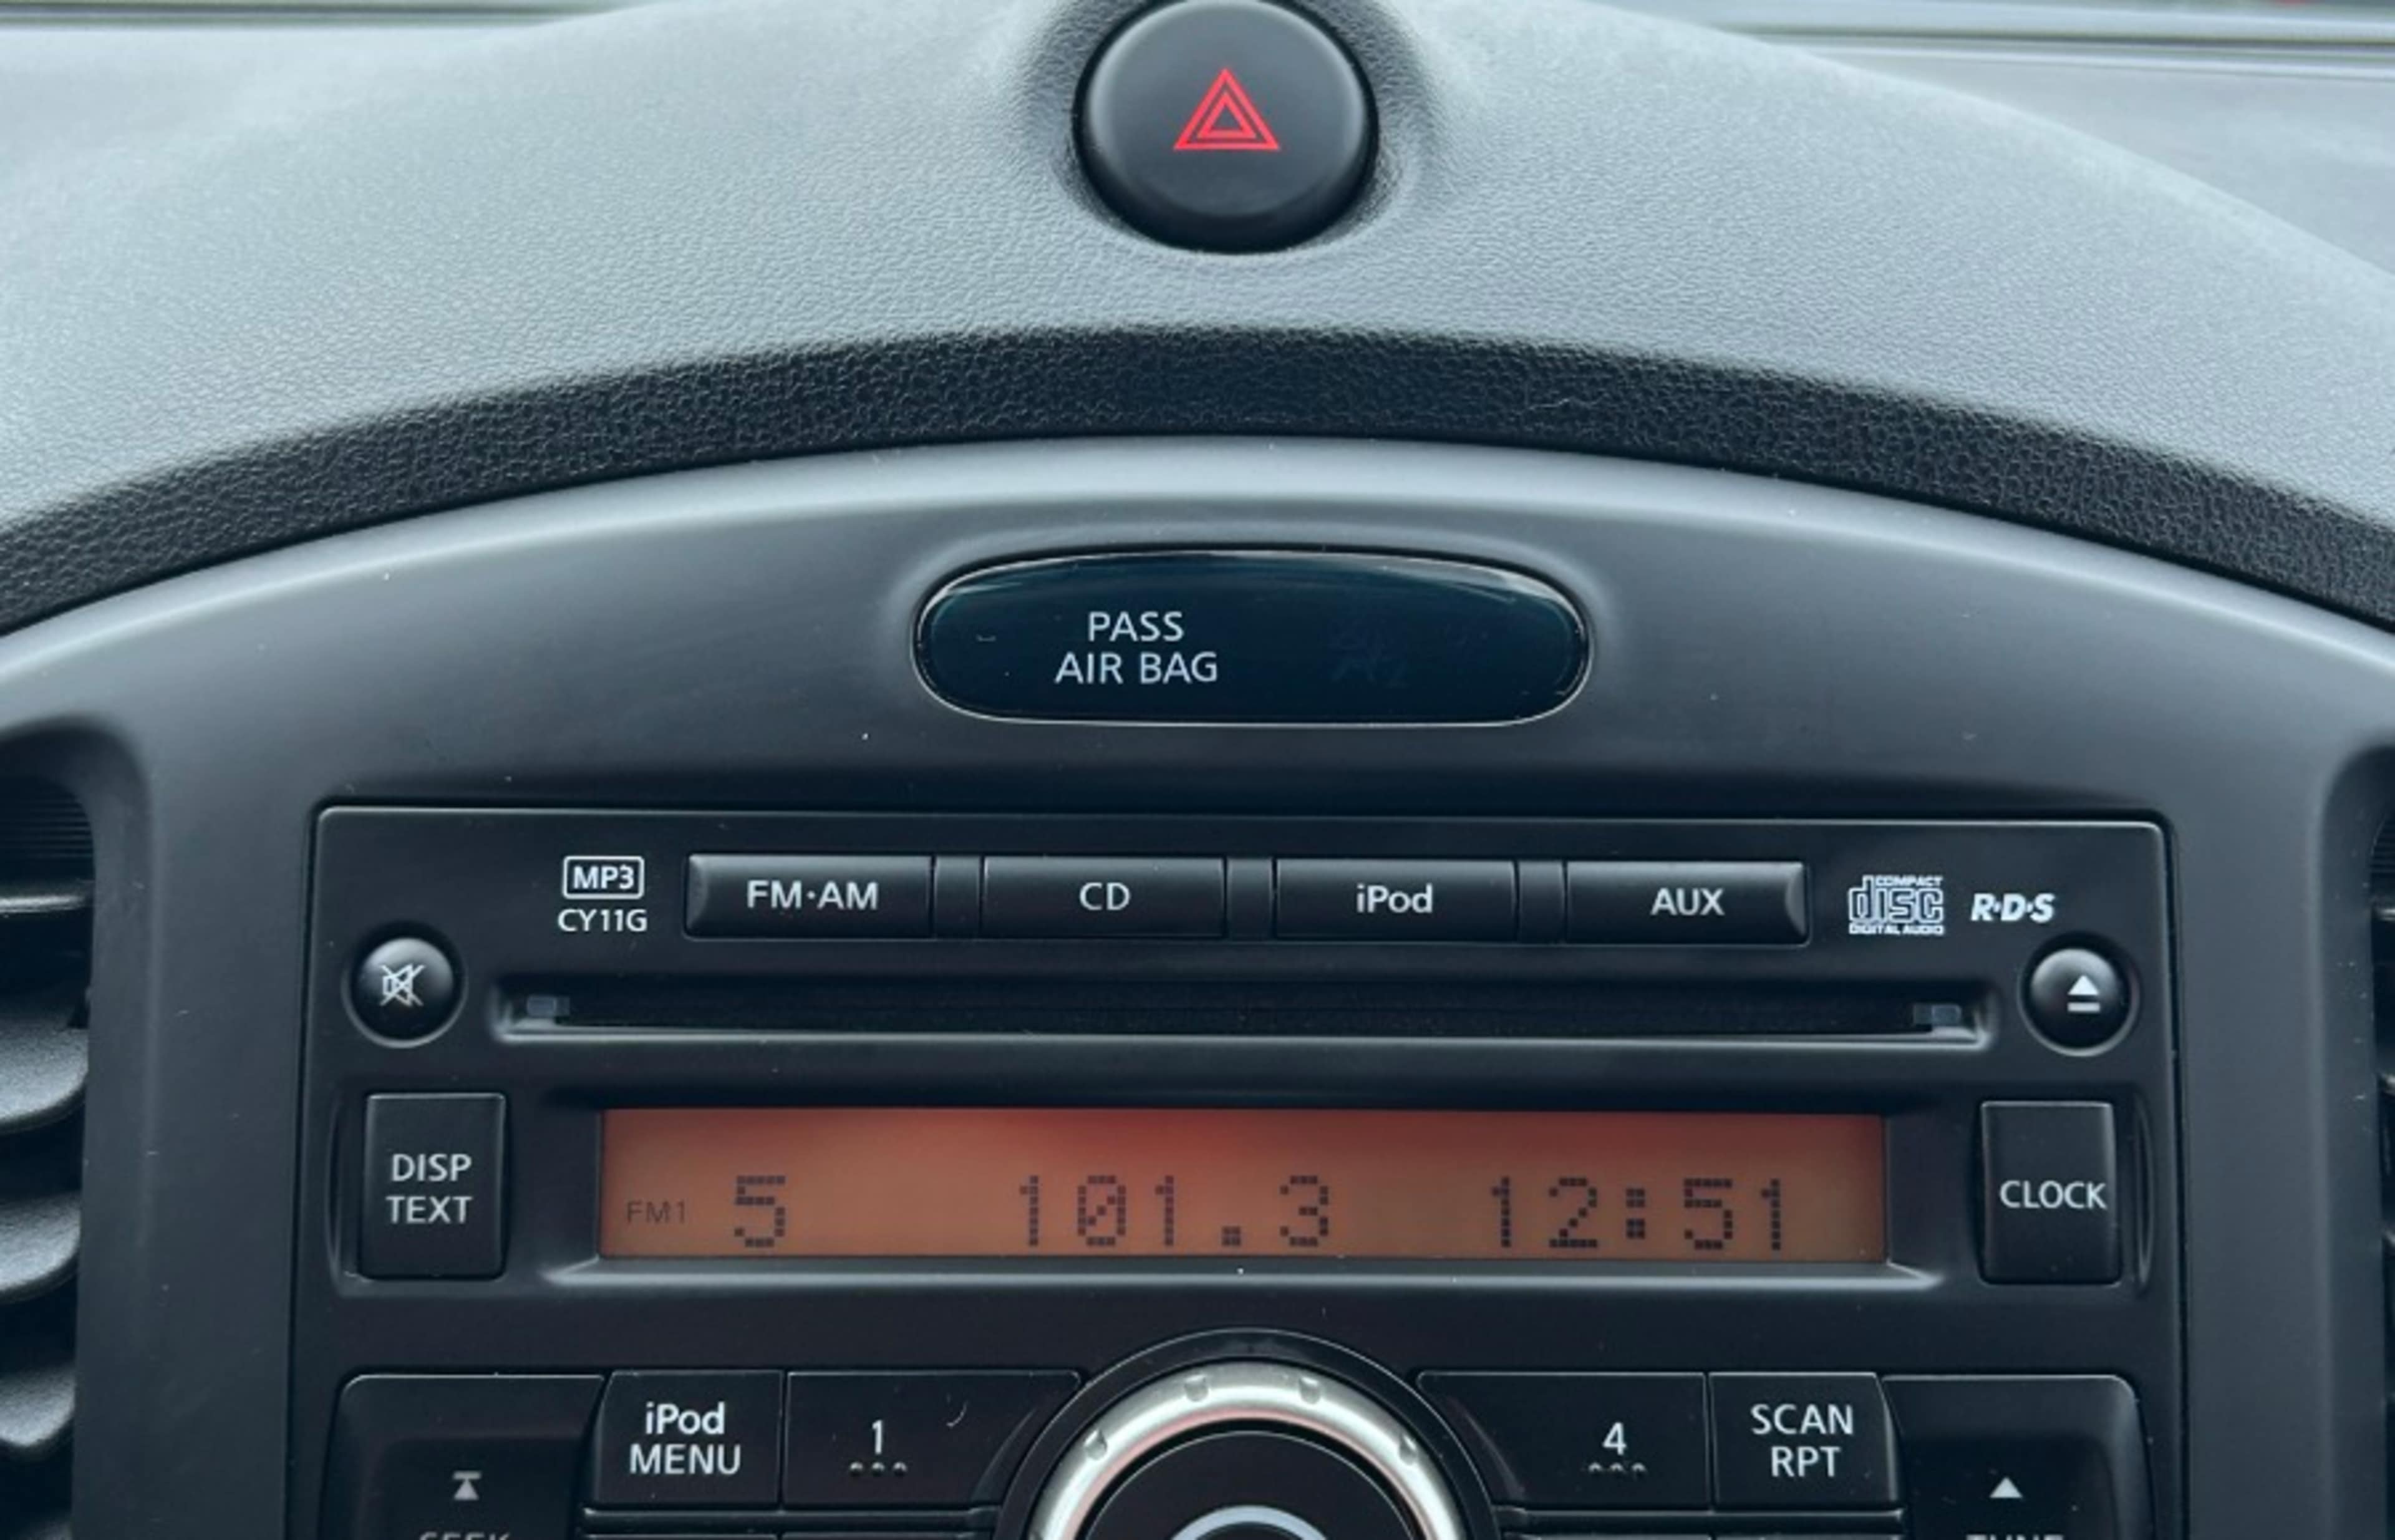 PASS
AIR BAG
MP3
CY11G
FM·AM
CD
iPod
AUX
COMPACT
disc
DIGITAL AUDIO
R·D·S
DISP
TEXT
FM1 5 101.3 12:51
CLOCK
iPod
MENU
1
4
SCAN
RPT